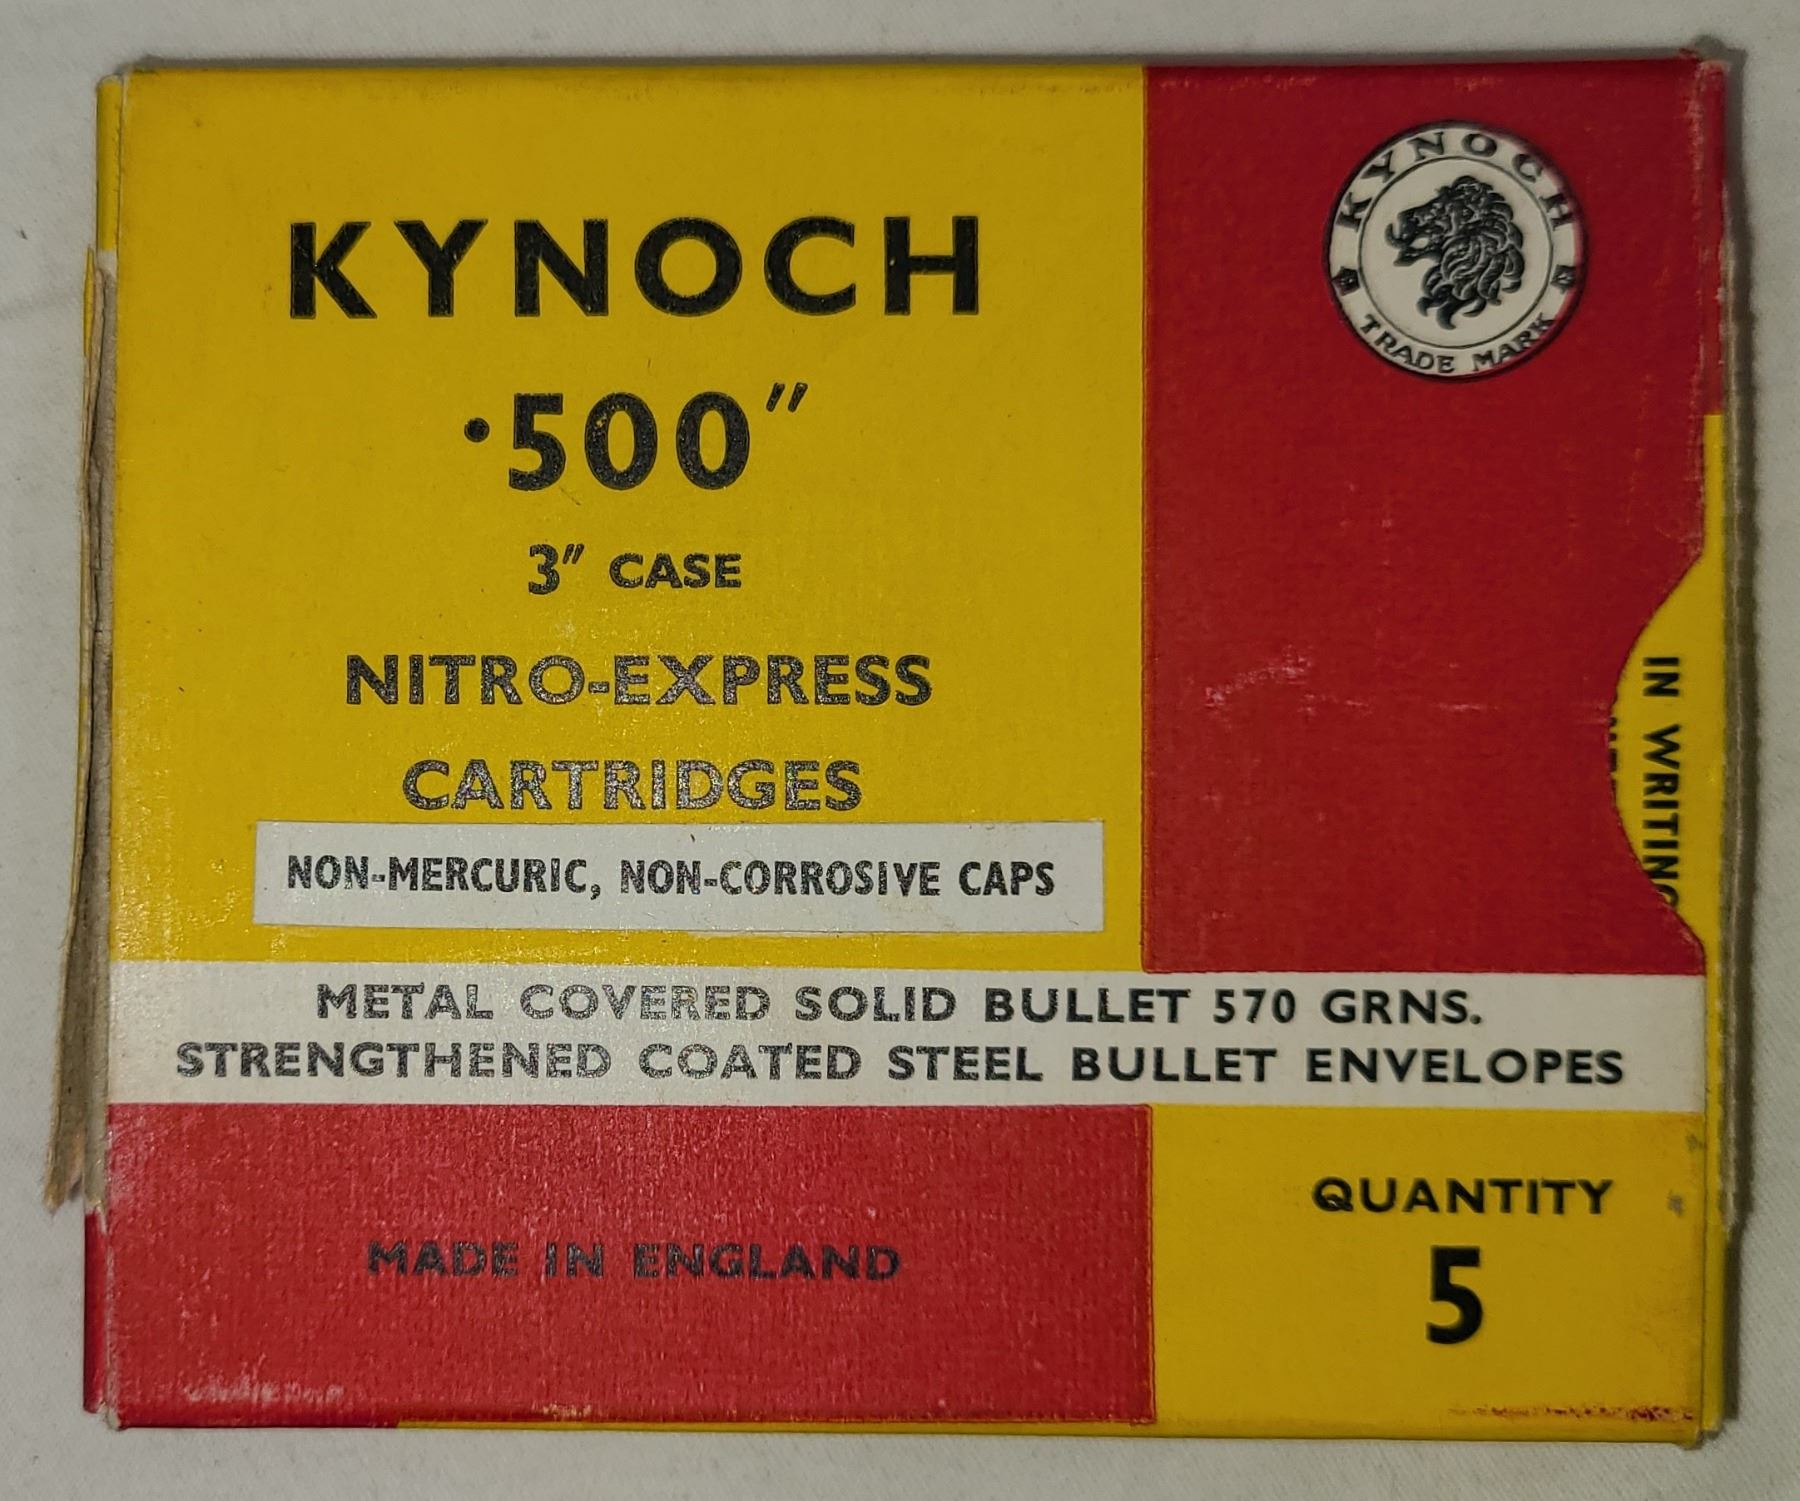 KYNOCH
·500"
3" CASE
NITRO-EXPRESS
CARTRIDGES
NON-MERCURIC, NON-CORROSIVE CAPS
METAL COVERED SOLID BULLET 570 GRNS.
STRENGTHENED COATED STEEL BULLET ENVELOPES
MADE IN ENGLAND
QUANTITY
5
KYNOCH
TRADE MARK
IN WRITING